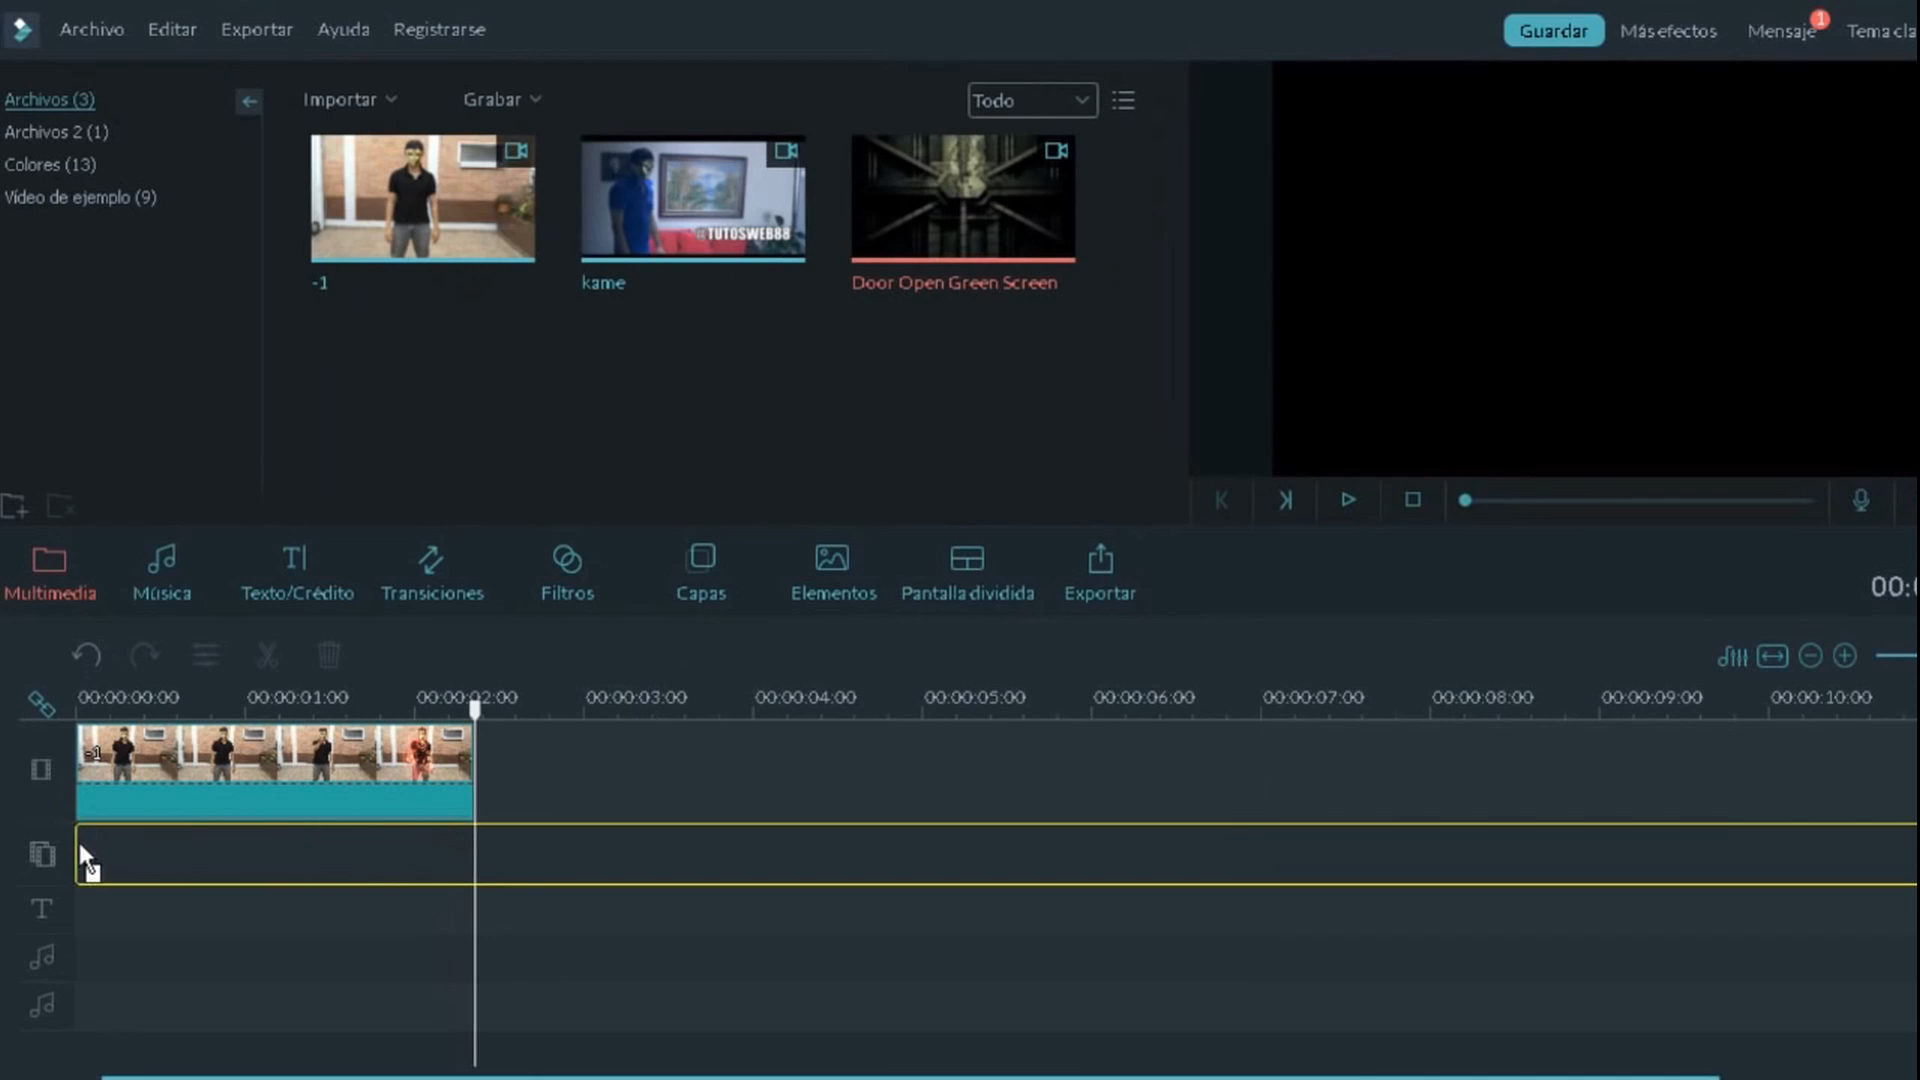 Archivo Editar Exportar Ayuda Registrarse
Guardar Más efectos Mensaje 1 Tema cla
Archivos (3)
Archivos 2 (1)
Colores (13)
Vídeo de ejemplo (9)
Importar Grabar Todo
@TUTOSWEB88
-1 kame Door Open Green Screen
Multimedia Música Texto/Crédito Transiciones Filtros Capas Elementos Pantalla dividida Exportar
00:
00:00:00:00 00:00:01:00 00:00:02:00 00:00:03:00 00:00:04:00 00:00:05:00 00:00:06:00 00:00:07:00 00:00:08:00 00:00:09:00 00:00:10:00
-1